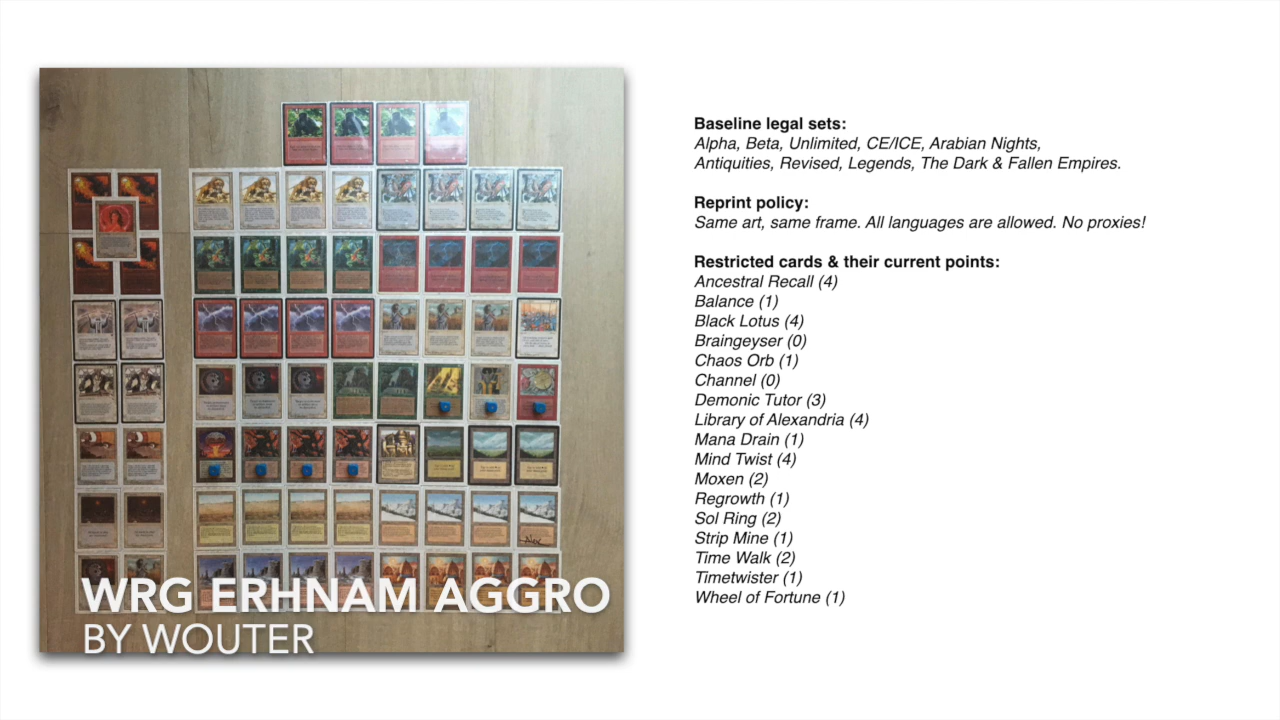 WRG ERHNAM AGGRO
BY WOUTER
Baseline legal sets:
Alpha, Beta, Unlimited, CE/ICE, Arabian Nights,
Antiquities, Revised, Legends, The Dark & Fallen Empires.
Reprint policy:
Same art, same frame. All languages are allowed. No proxies!
Restricted cards & their current points:
Ancestral Recall (4)
Balance (1)
Black Lotus (4)
Braingeyser (0)
Chaos Orb (1)
Channel (0)
Demonic Tutor (3)
Library of Alexandria (4)
Mana Drain (1)
Mind Twist (4)
Moxen (2)
Regrowth (1)
Sol Ring (2)
Strip Mine (1)
Time Walk (2)
Timetwister (1)
Wheel of Fortune (1)